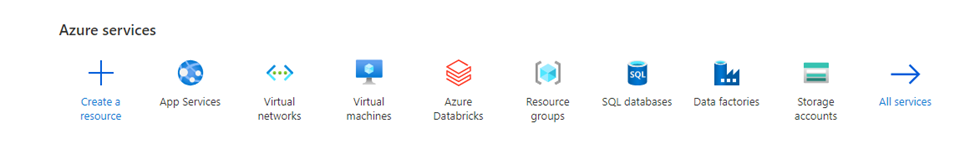 Azure services
SQL
Create a
resource
App Services
Virtual
networks
Virtual
machines
Azure
Databricks
Resource
groups
SQL databases
Data factories
Storage
accounts
All services